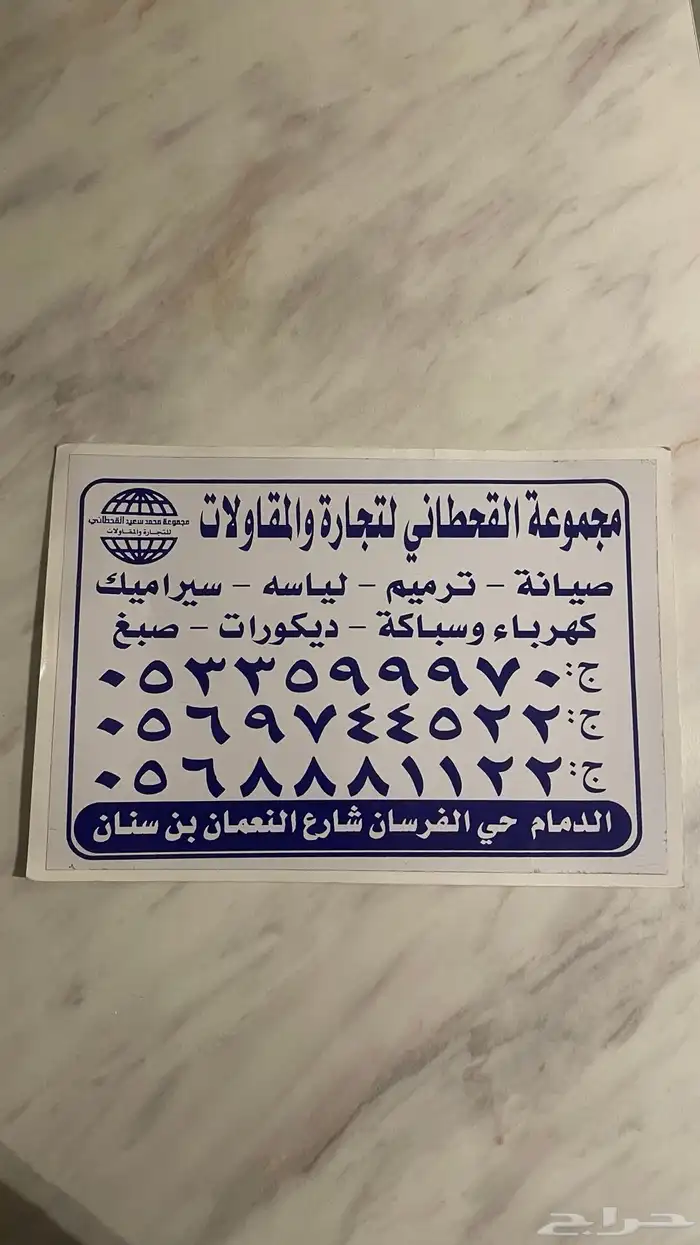 مجموعة القحطاني لتجارة والمقاولات
مجموعة محمد سعيد القحطاني
للتجارة والمقاولات
صيانة - ترميم - لياسه - سيراميك
كهرباء وسباكة - ديكورات - صبغ
ج: ٠٥٣٣٥٩٩٩٧٠
ج: ٠٥٦٩٧٤٤٥٢٢
ج: ٠٥٦٨٨٨١١٢٢
الدمام حي الفرسان شارع النعمان بن سنان
حراج